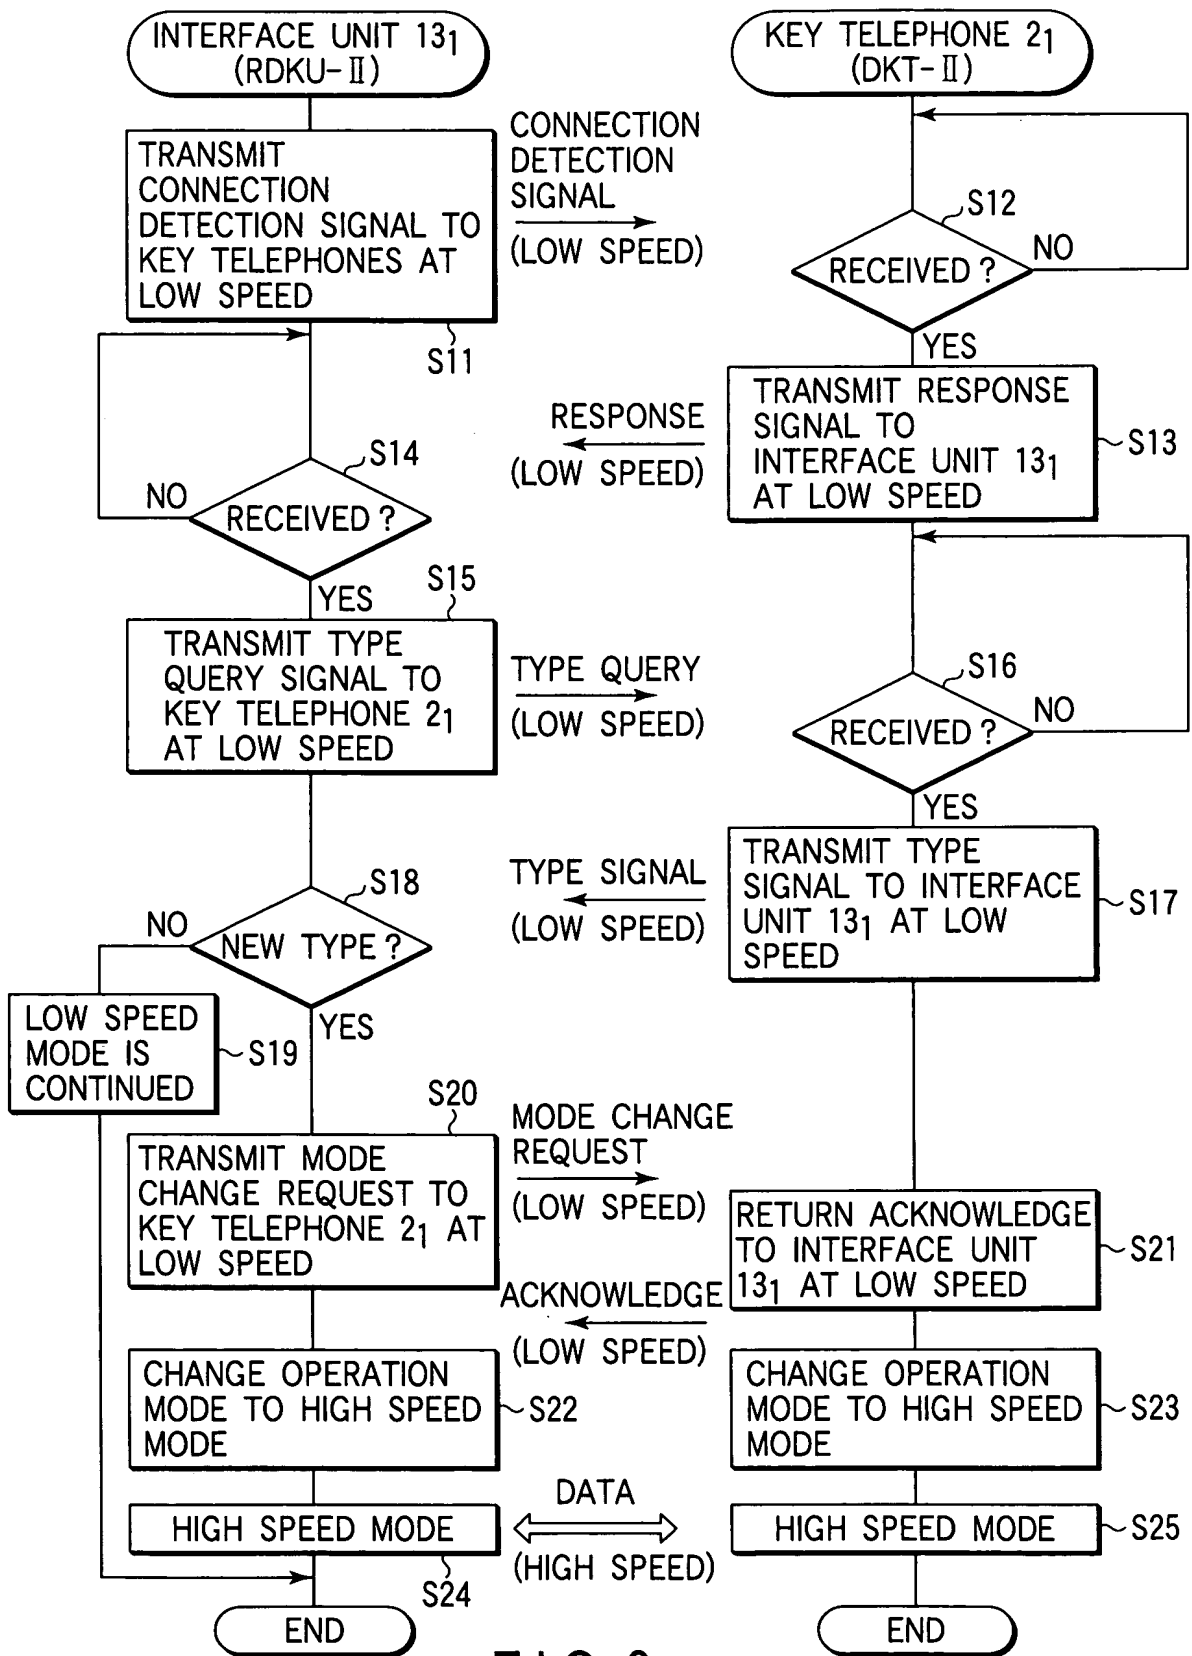 INTERFACE UNIT 13₁
(RDKU-Ⅱ)
KEY TELEPHONE 2₁
(DKT-Ⅱ)
TRANSMIT
CONNECTION
DETECTION SIGNAL TO
KEY TELEPHONES AT
LOW SPEED
S11
CONNECTION
DETECTION
SIGNAL
(LOW SPEED)
S12
RECEIVED ?
NO
YES
TRANSMIT RESPONSE
SIGNAL TO
INTERFACE UNIT 13₁
AT LOW SPEED
S13
RESPONSE
(LOW SPEED)
S14
NO
RECEIVED ?
YES
S15
TRANSMIT TYPE
QUERY SIGNAL TO
KEY TELEPHONE 2₁
AT LOW SPEED
TYPE QUERY
(LOW SPEED)
S16
RECEIVED ?
NO
YES
TRANSMIT TYPE
SIGNAL TO INTERFACE
UNIT 13₁ AT LOW
SPEED
S17
TYPE SIGNAL
(LOW SPEED)
S18
NO
NEW TYPE ?
YES
LOW SPEED
MODE IS
CONTINUED
S19
S20
TRANSMIT MODE
CHANGE REQUEST TO
KEY TELEPHONE 2₁ AT
LOW SPEED
MODE CHANGE
REQUEST
(LOW SPEED)
RETURN ACKNOWLEDGE
TO INTERFACE UNIT
13₁ AT LOW SPEED
S21
ACKNOWLEDGE
(LOW SPEED)
CHANGE OPERATION
MODE TO HIGH SPEED
MODE
S22
CHANGE OPERATION
MODE TO HIGH SPEED
MODE
S23
HIGH SPEED MODE
S24
DATA
(HIGH SPEED)
HIGH SPEED MODE
S25
END
END